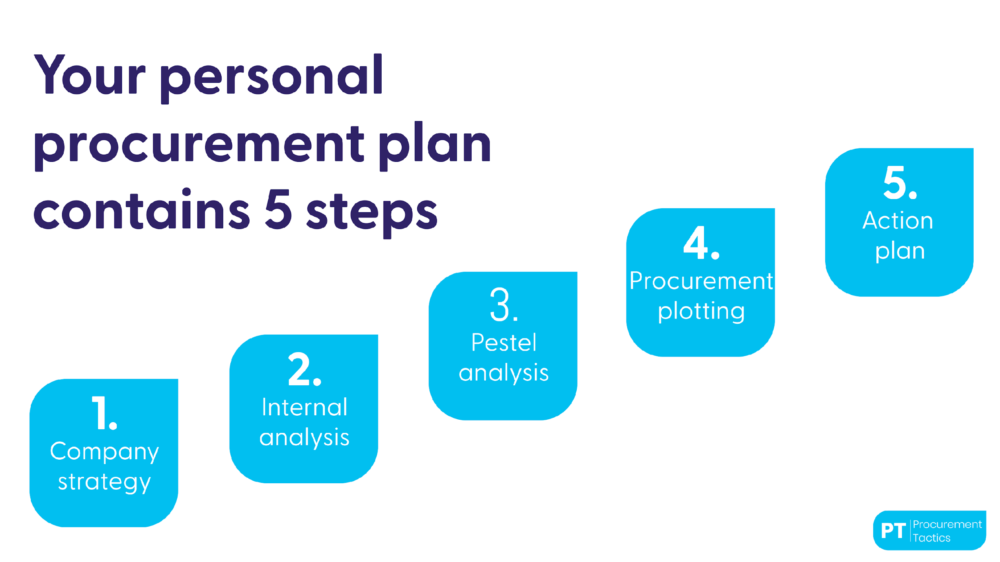 Your personal
procurement plan
contains 5 steps
1.
Company
strategy
2.
Internal
analysis
3.
Pestel
analysis
4.
Procurement
plotting
5.
Action
plan
PT
Procurement
Tactics